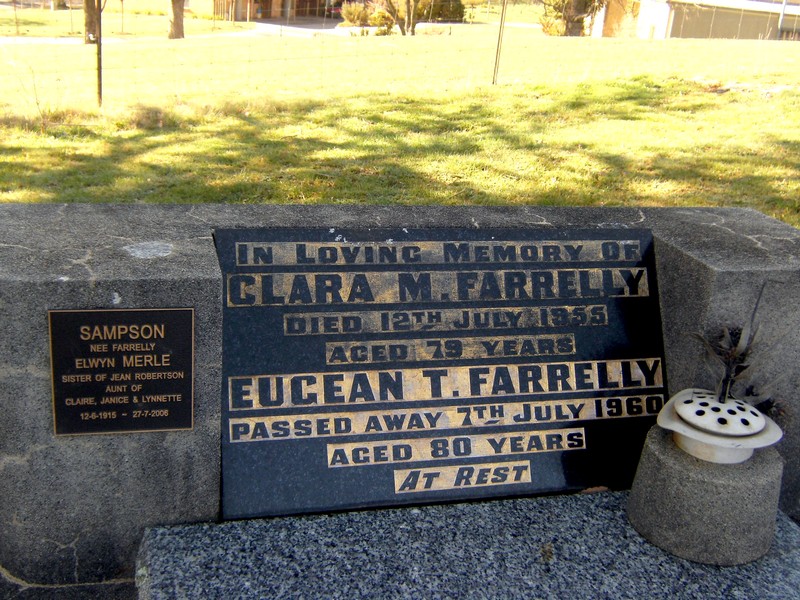 SAMPSON
NEE FARRELLY
ELWYN MERLE
SISTER OF JEAN ROBERTSON
AUNT OF
CLAIRE, JANICE & LYNNETTE
12-6-1915 ~ 27-7-2006
IN LOVING MEMORY OF
CLARA M. FARRELLY
DIED 12TH JULY 1955
AGED 79 YEARS
EUGEAN T. FARRELLY
PASSED AWAY 7TH JULY 1960
AGED 80 YEARS
AT REST